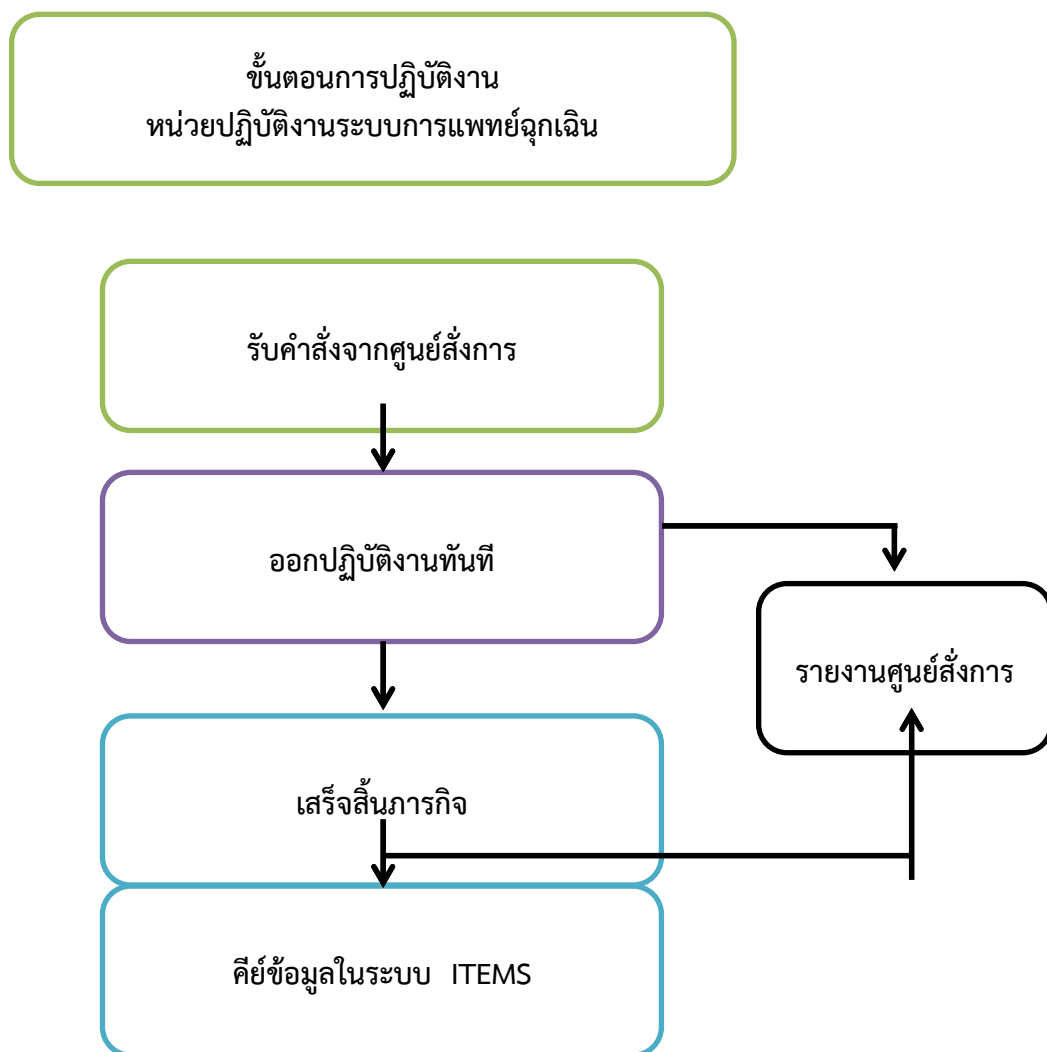 ขั้นตอนการปฏิบัติงาน
หน่วยปฏิบัติงานระบบการแพทย์ฉุกเฉิน
รับคำสั่งจากศูนย์สั่งการ
ออกปฏิบัติงานทันที
รายงานศูนย์สั่งการ
เสร็จสิ้นภารกิจ
คีย์ข้อมูลในระบบ ITEMS